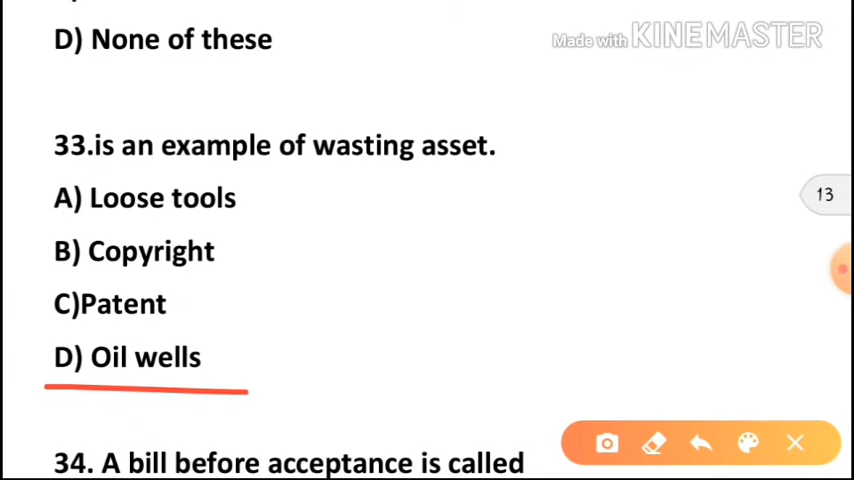 D) None of these
Made with KINEMASTER
33.is an example of wasting asset.
A) Loose tools
13
B) Copyright
C)Patent
D) Oil wells
34. A bill before acceptance is called